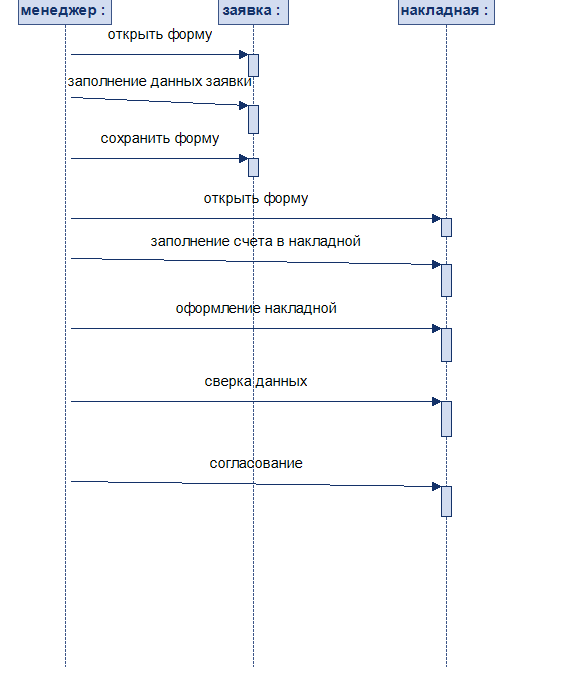 менеджер :
заявка :
накладная :
открыть форму
заполнение данных заявки
сохранить форму
открыть форму
заполнение счета в накладной
оформление накладной
сверка данных
согласование